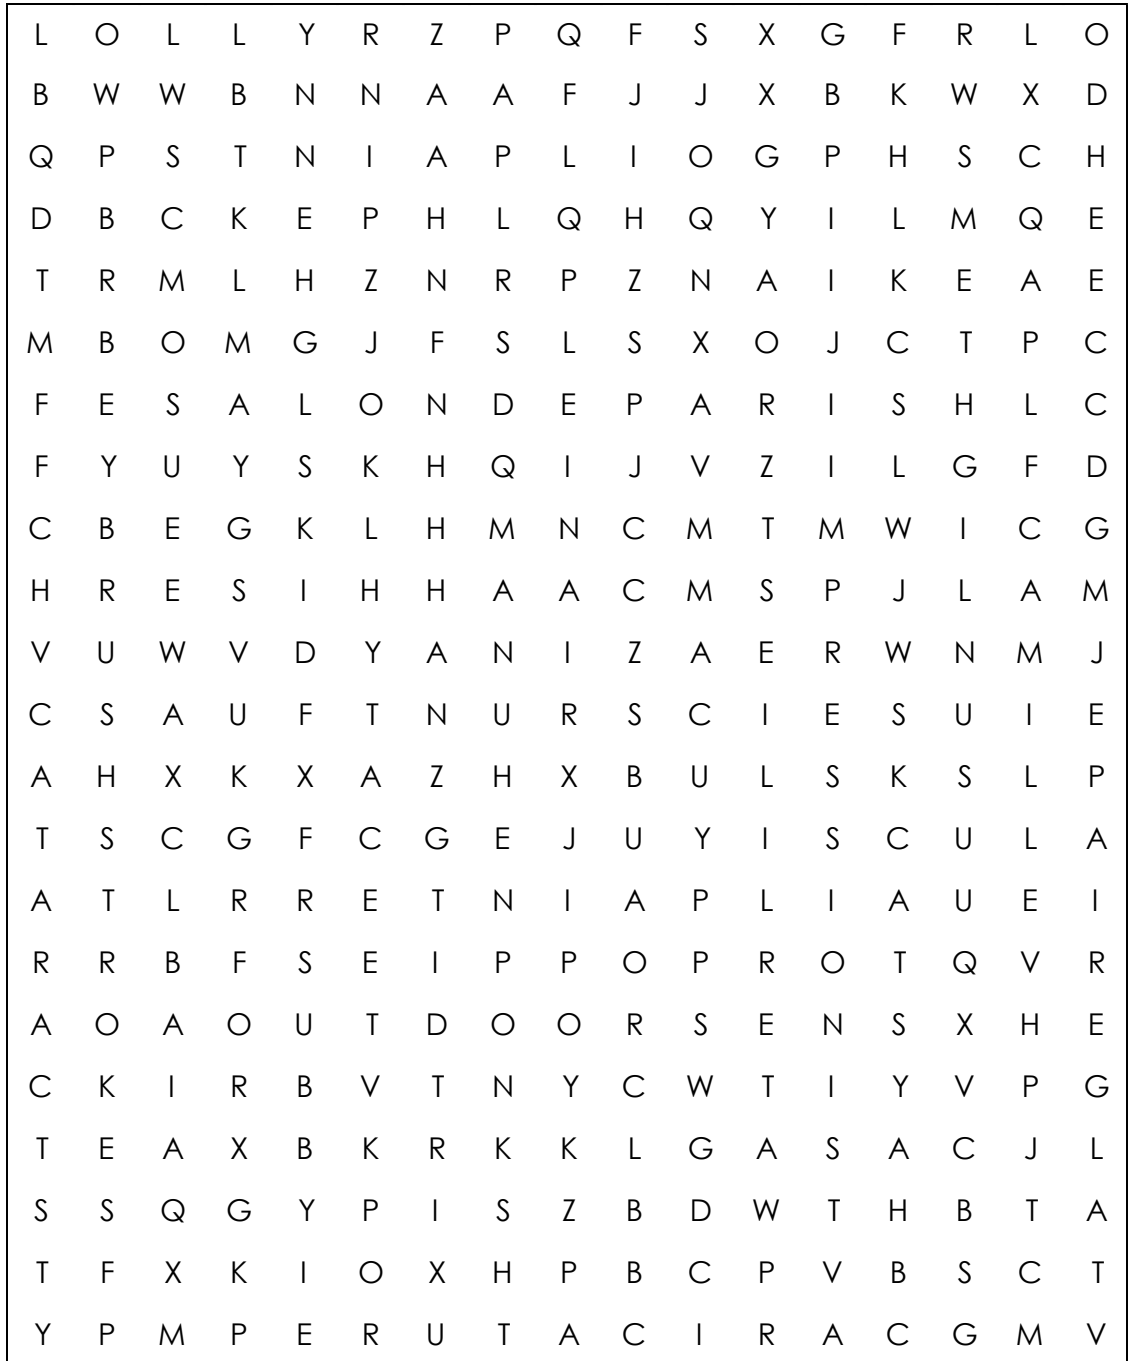 L O L L Y R Z P Q F S X G F R L O
B W W B N N A A F J J X B K W X D
Q P S T N I A P L I O G P H S C H
D B C K E P H L Q H Q Y I L M Q E
T R M L H Z N R P Z N A I K E A E
M B O M G J F S L S X O J C T P C
F E S A L O N D E P A R I S H L C
F Y U Y S K H Q I J V Z I L G F D
C B E G K L H M N C M T M W I C G
H R E S I H H A A C M S P J L A M
V U W V D Y A N I Z A E R W N M J
C S A U F T N U R S C I E S U I E
A H X K X A Z H X B U L S K S L P
T S C G F C G E J U Y I S C U L A
A T L R R E T N I A P L I A U E I
R R B F S E I P P O P R O T Q V R
A O A O U T D O O R S E N S X H E
C K I R B V T N Y C W T I Y V P G
T E A X B K R K K L G A S A C J L
S S Q G Y P I S Z B D W T H B T A
T F X K I O X H P B C P V B S C T
Y P M P E R U T A C I R A C G M V